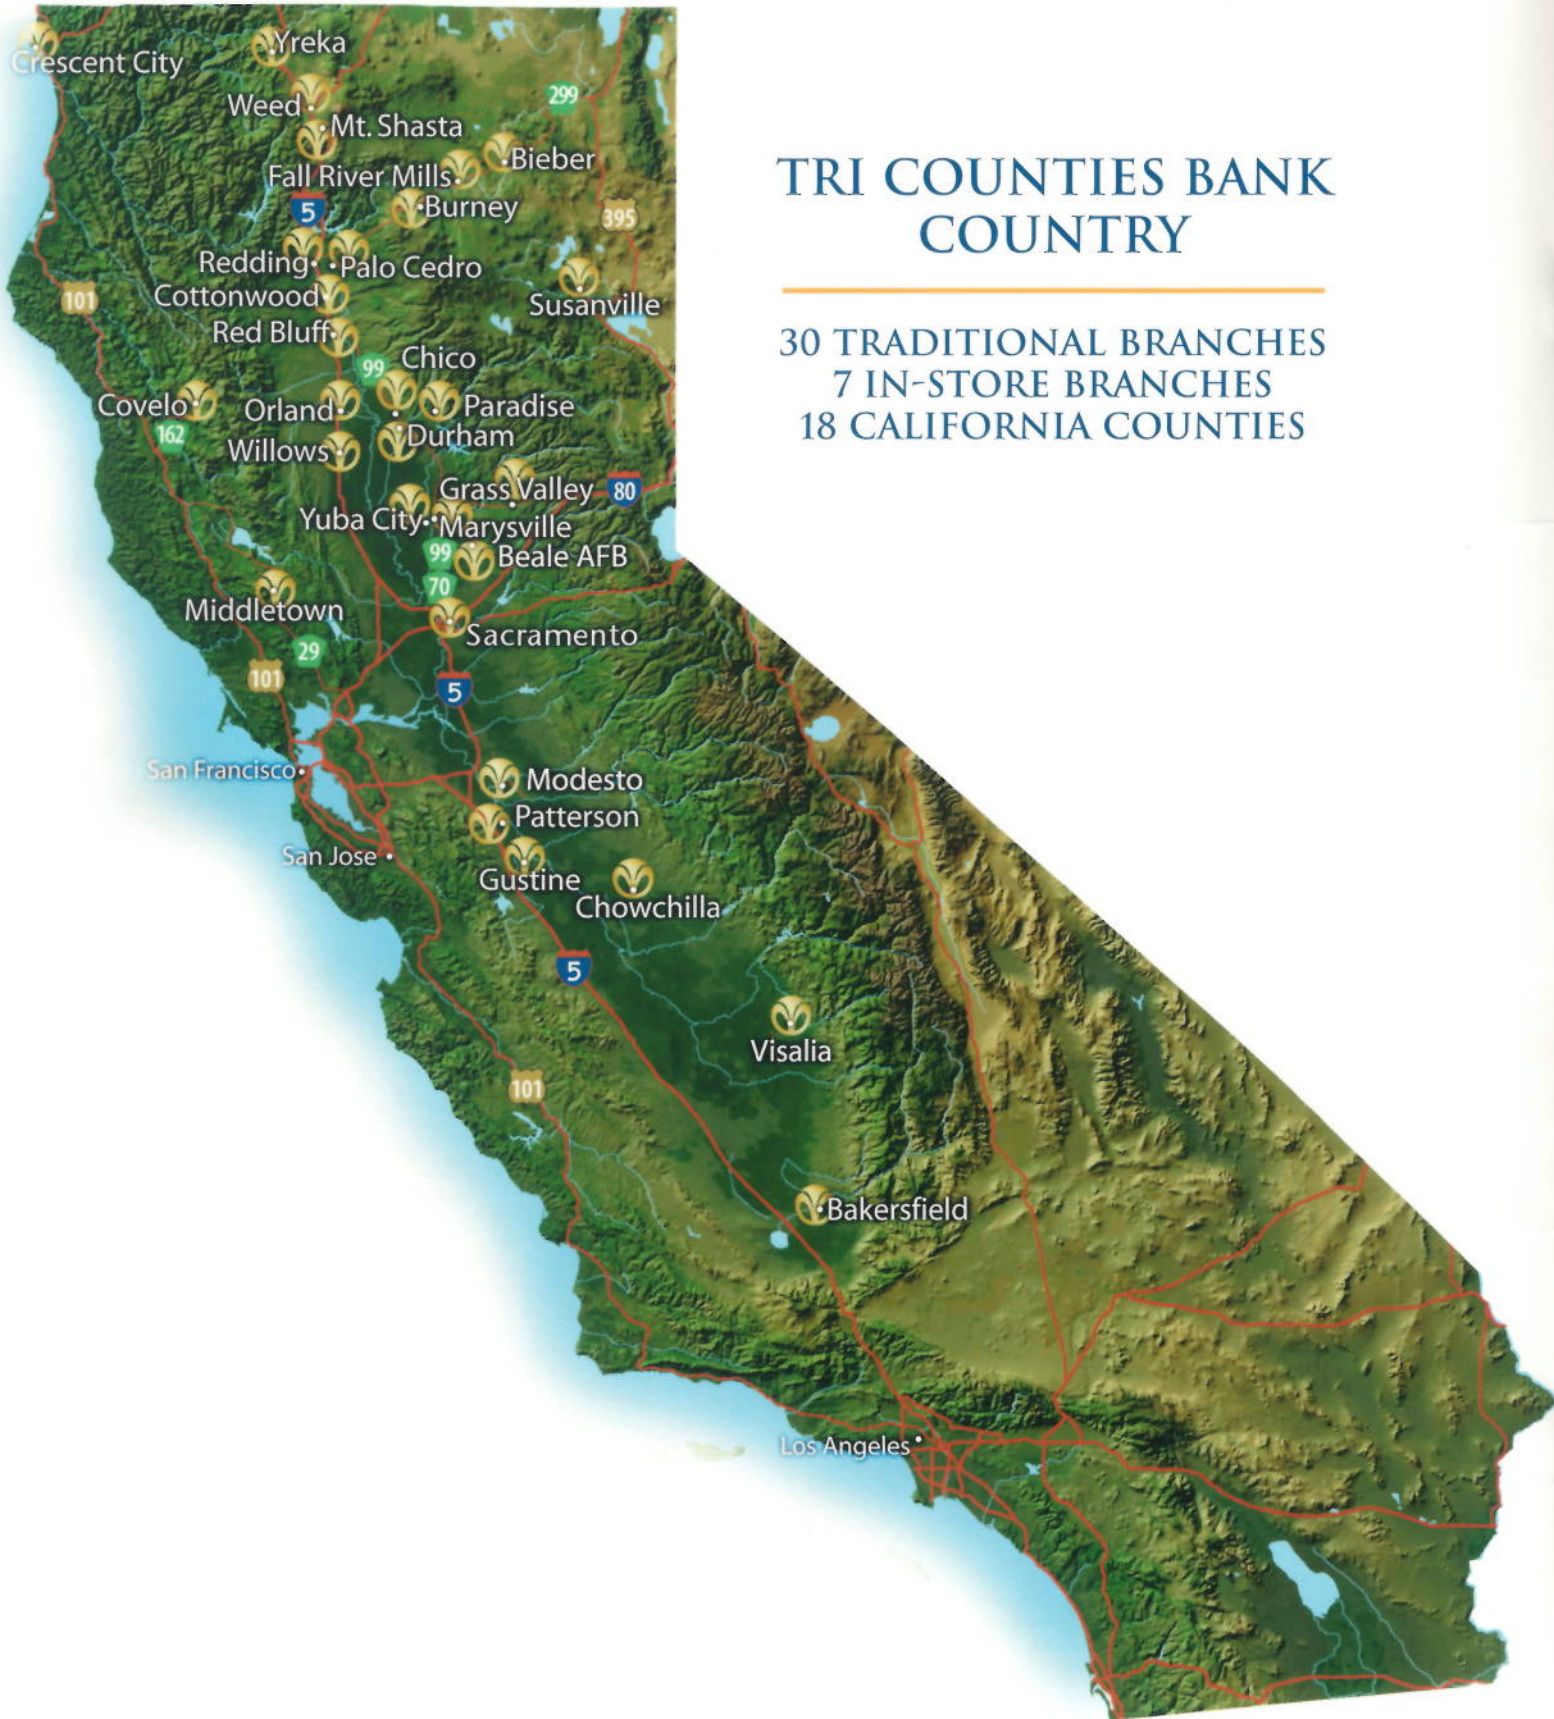 TRI COUNTIES BANK
COUNTRY
30 TRADITIONAL BRANCHES
7 IN-STORE BRANCHES
18 CALIFORNIA COUNTIES
Crescent City
Yreka
Weed
299
Mt. Shasta
Bieber
Fall River Mills
5
Burney
395
Redding
Palo Cedro
Cottonwood
101
Susanville
Red Bluff
99
Chico
Covelo
Orland
Paradise
162
Durham
Willows
Grass Valley
80
Yuba City
Marysville
99
Beale AFB
70
Middletown
Sacramento
29
101
5
San Francisco
Modesto
Patterson
San Jose
Gustine
Chowchilla
5
Visalia
101
Bakersfield
Los Angeles